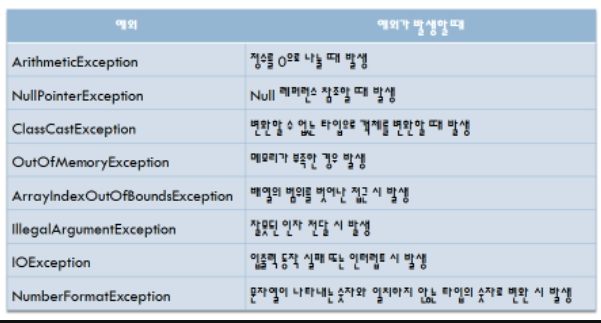 예외 예외가 발생할 때
ArithmeticException 정수를 0으로 나눌 때 발생
NullPointerException Null 레퍼런스 참조할 때 발생
ClassCastException 변환할 수 없는 타입으로 객체를 변환할 때 발생
OutOfMemoryException 메모리가 부족한 경우 발생
ArrayIndexOutOfBoundsException 배열의 범위를 벗어난 접근 시 발생
IllegalArgumentException 잘못된 인자 전달 시 발생
IOException 입출력 동작 실패 또는 인터럽트 시 발생
NumberFormatException 문자열이 나타내는 숫자와 일치하지 않는 타입의 숫자로 변환 시 발생